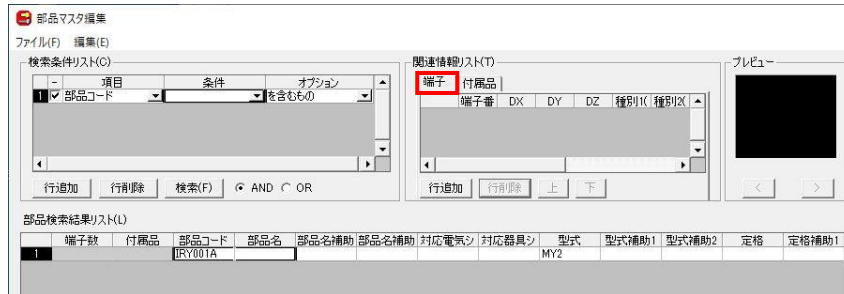 部品マスタ編集
ファイル(F) 編集(E)
検索条件リスト(C)
- 項目 条件 オプション
1 部品コード を含むもの
行追加 行削除 検索(F) AND OR
関連情報リスト(T)
端子 付属品
端子番 DX DY DZ 種別1( 種別2(
行追加 行削除 上 下
プレビュー
< >
部品検索結果リスト(L)
端子数 付属品 部品コード 部品名 部品名補助 部品名補助 対応電気シ 対応器具シ 型式 型式補助1 型式補助2 定格 定格補助1
1 IRY001A MY2